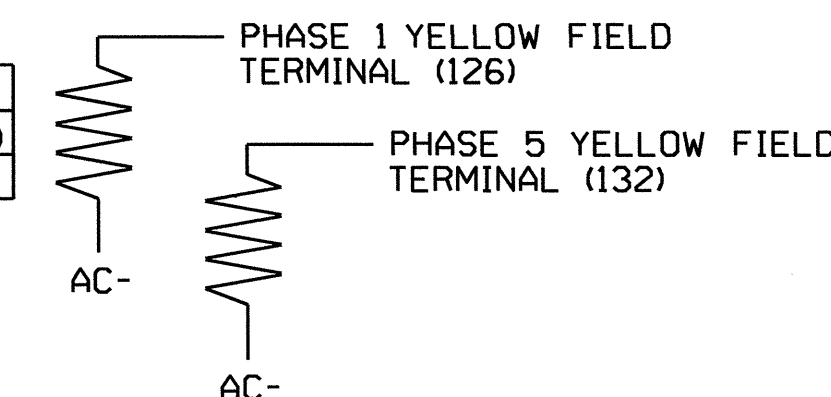 PHASE 1 YELLOW FIELD
TERMINAL (126)
PHASE 5 YELLOW FIELD
TERMINAL (132)
AC-
AC-